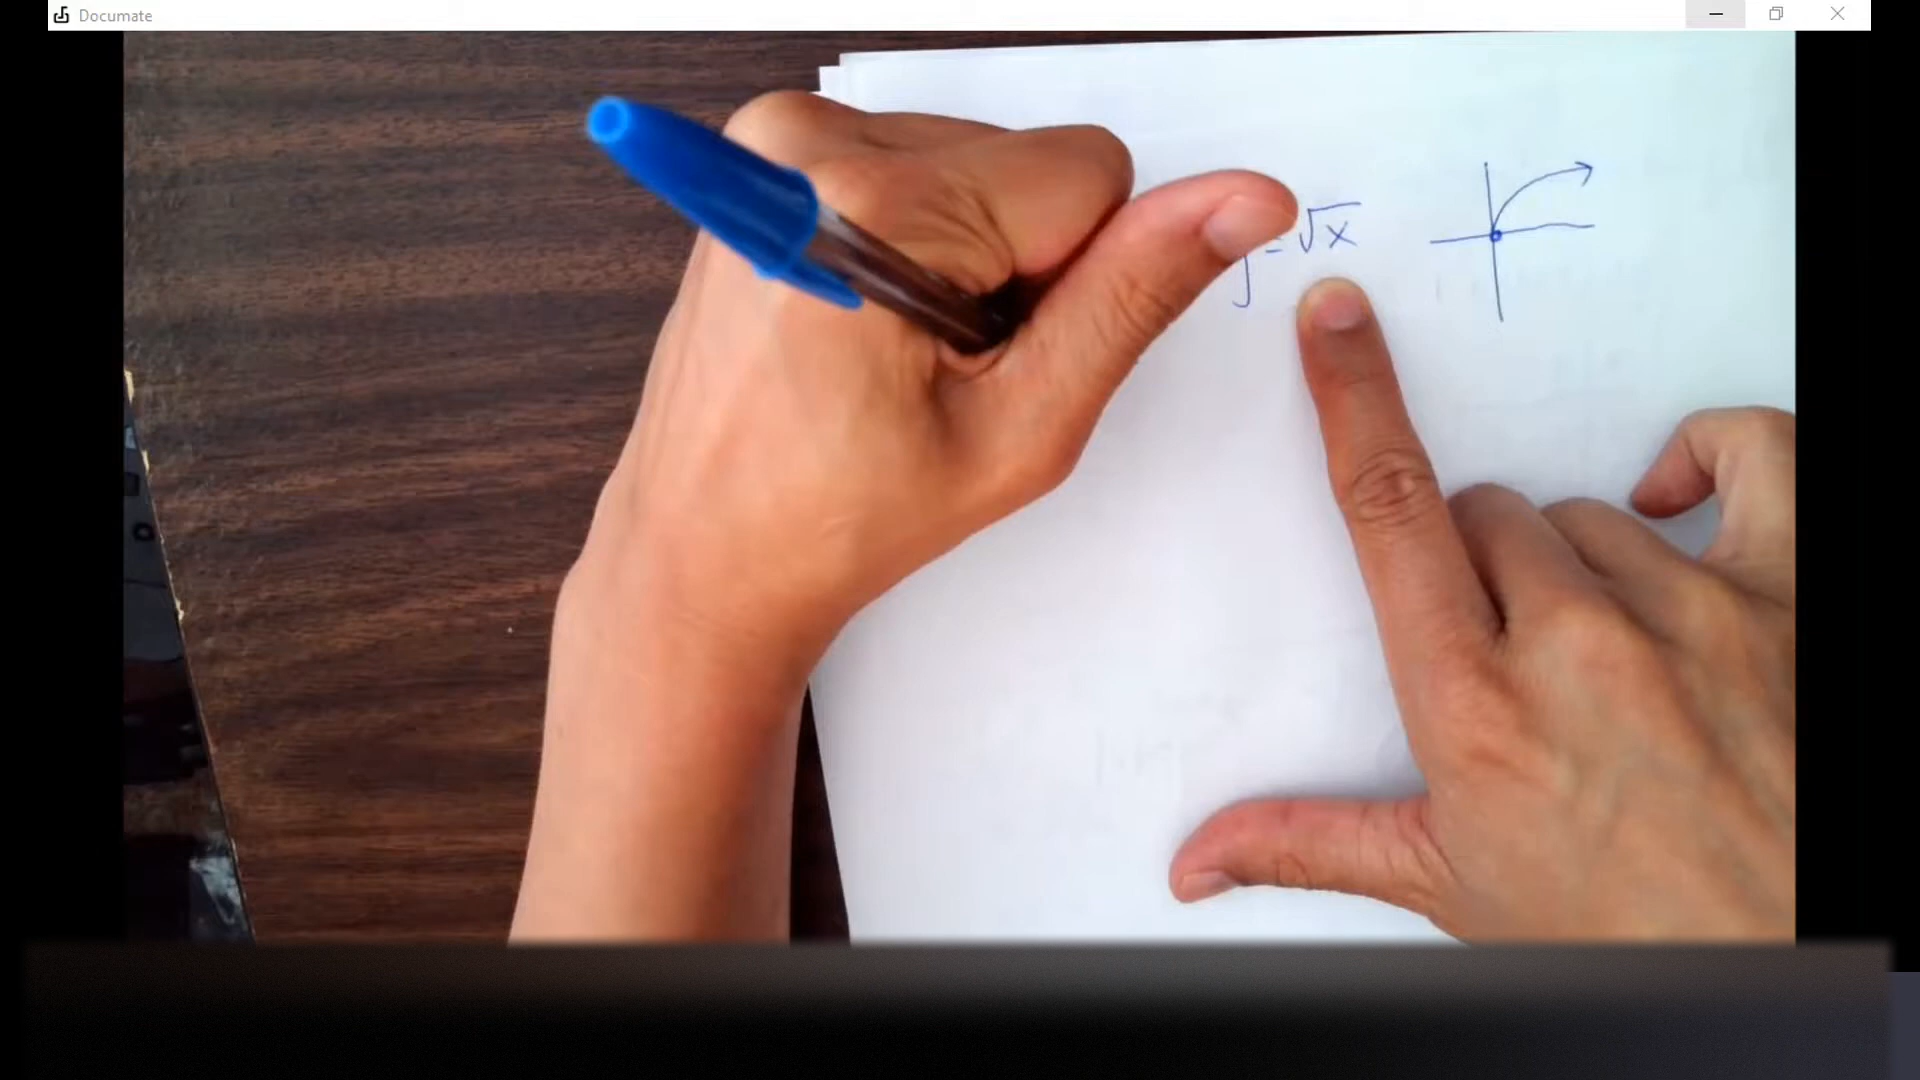 Documate
y = √x